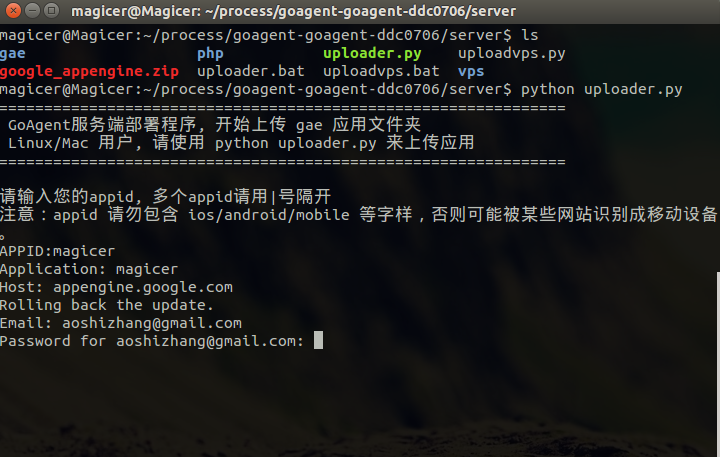 magicer@Magicer: ~/process/goagent-goagent-ddc0706/server
magicer@Magicer:~/process/goagent-goagent-ddc0706/server$ ls
gae php uploader.py uploadvps.py
google_appengine.zip uploader.bat uploadvps.bat vps
magicer@Magicer:~/process/goagent-goagent-ddc0706/server$ python uploader.py
===============================================================
GoAgent服务端部署程序, 开始上传 gae 应用文件夹
Linux/Mac 用户, 请使用 python uploader.py 来上传应用
===============================================================
请输入您的appid, 多个appid请用|号隔开
注意：appid 请勿包含 ios/android/mobile 等字样，否则可能被某些网站识别成移动设备
。
APPID:magicer
Application: magicer
Host: appengine.google.com
Rolling back the update.
Email: aoshizhang@gmail.com
Password for aoshizhang@gmail.com: